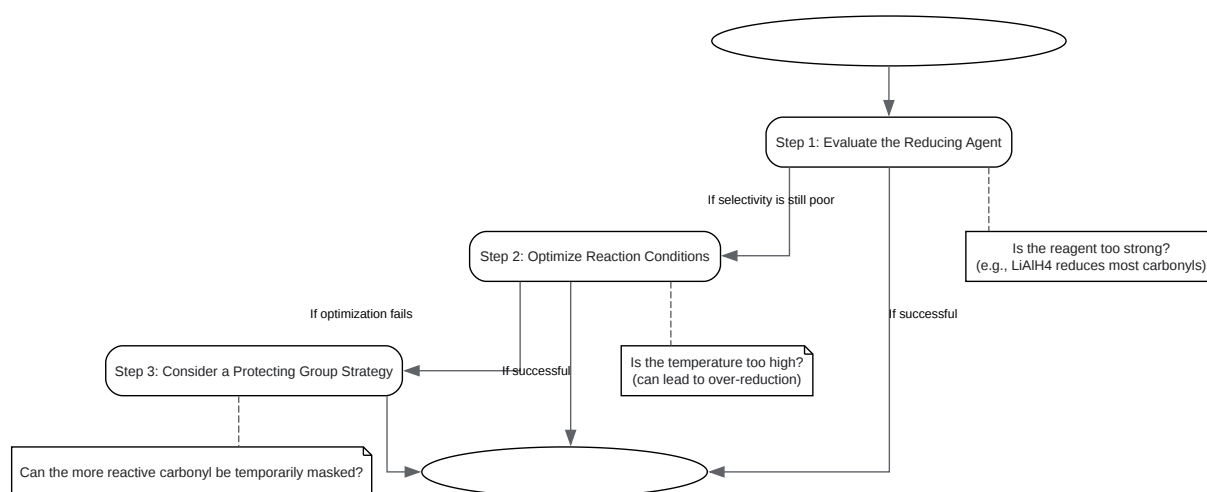 Step 1: Evaluate the Reducing Agent
If selectivity is still poor
Step 2: Optimize Reaction Conditions
Is the reagent too strong?
(e.g., LiAlH4 reduces most carbonyls)
If optimization fails
If successful
Step 3: Consider a Protecting Group Strategy
If successful
Is the temperature too high?
(can lead to over-reduction)
Can the more reactive carbonyl be temporarily masked?